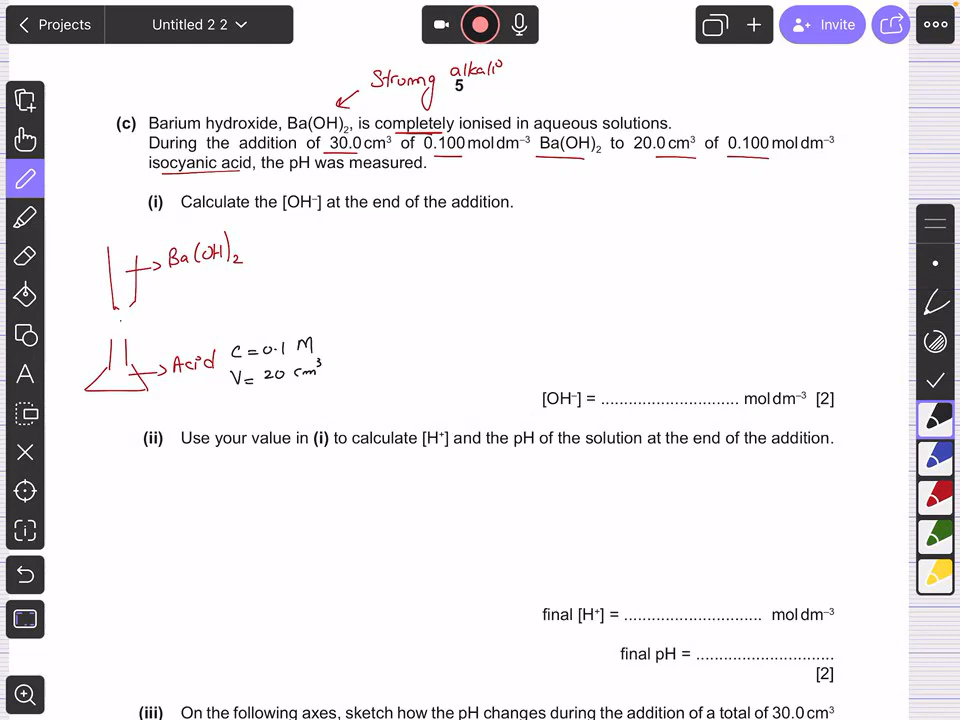 Projects
Untitled 2 2
Invite
Strong alkali
5
(c) Barium hydroxide, Ba(OH)₂, is completely ionised in aqueous solutions.
During the addition of 30.0 cm³ of 0.100 mol dm⁻³ Ba(OH)₂ to 20.0 cm³ of 0.100 mol dm⁻³
isocyanic acid, the pH was measured.
(i) Calculate the [OH⁻] at the end of the addition.
Ba(OH)₂
Acid C = 0.1 M
V = 20 cm³
[OH⁻] = .............................. mol dm⁻³ [2]
(ii) Use your value in (i) to calculate [H⁺] and the pH of the solution at the end of the addition.
final [H⁺] = .............................. mol dm⁻³
final pH = ..............................
[2]
(iii) On the following axes, sketch how the pH changes during the addition of a total of 30.0 cm³